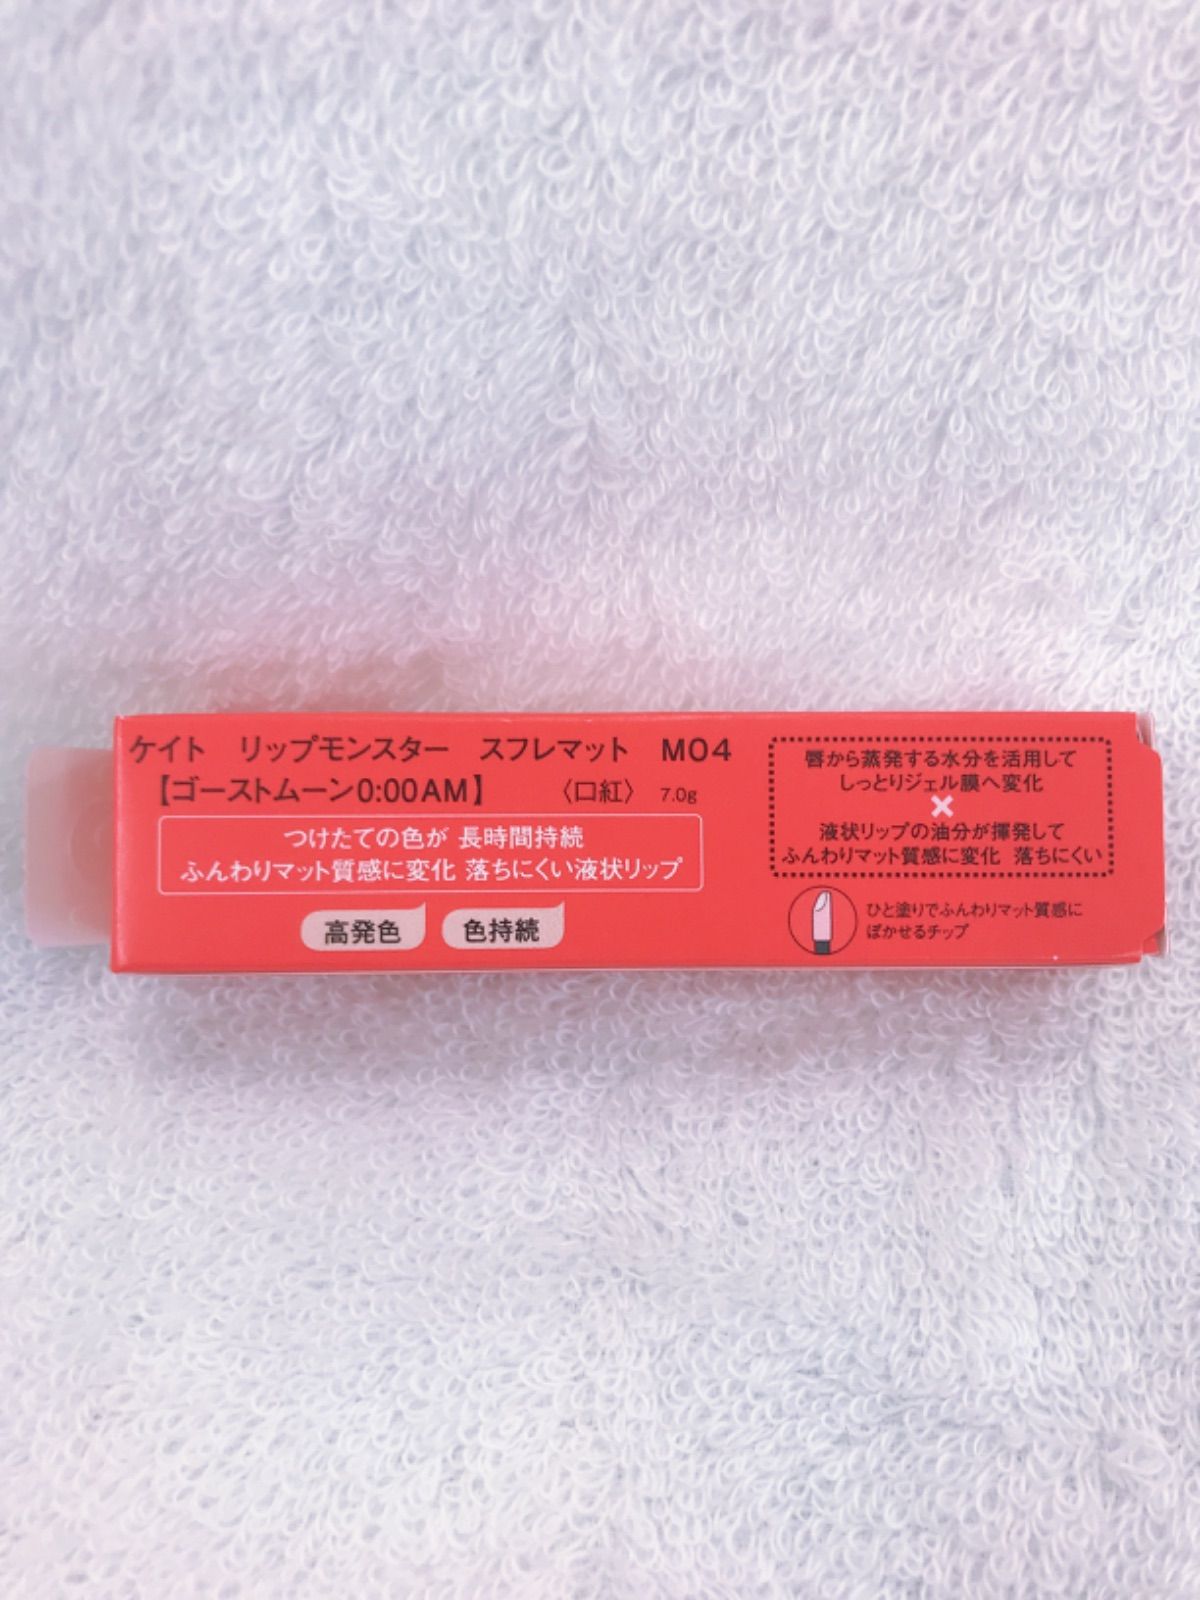 ケイト　リップモンスター　スフレマット　M04
【ゴーストムーン0:00AM】　〈口紅〉 7.0g
つけたての色が 長時間持続
ふんわりマット質感に変化 落ちにくい液状リップ
高発色 色持続
唇から蒸発する水分を活用して
しっとりジェル膜へ変化
×
液状リップの油分が揮発して
ふんわりマット質感に変化 落ちにくい
ひと塗りでふんわりマット質感に
ぼかせるチップ